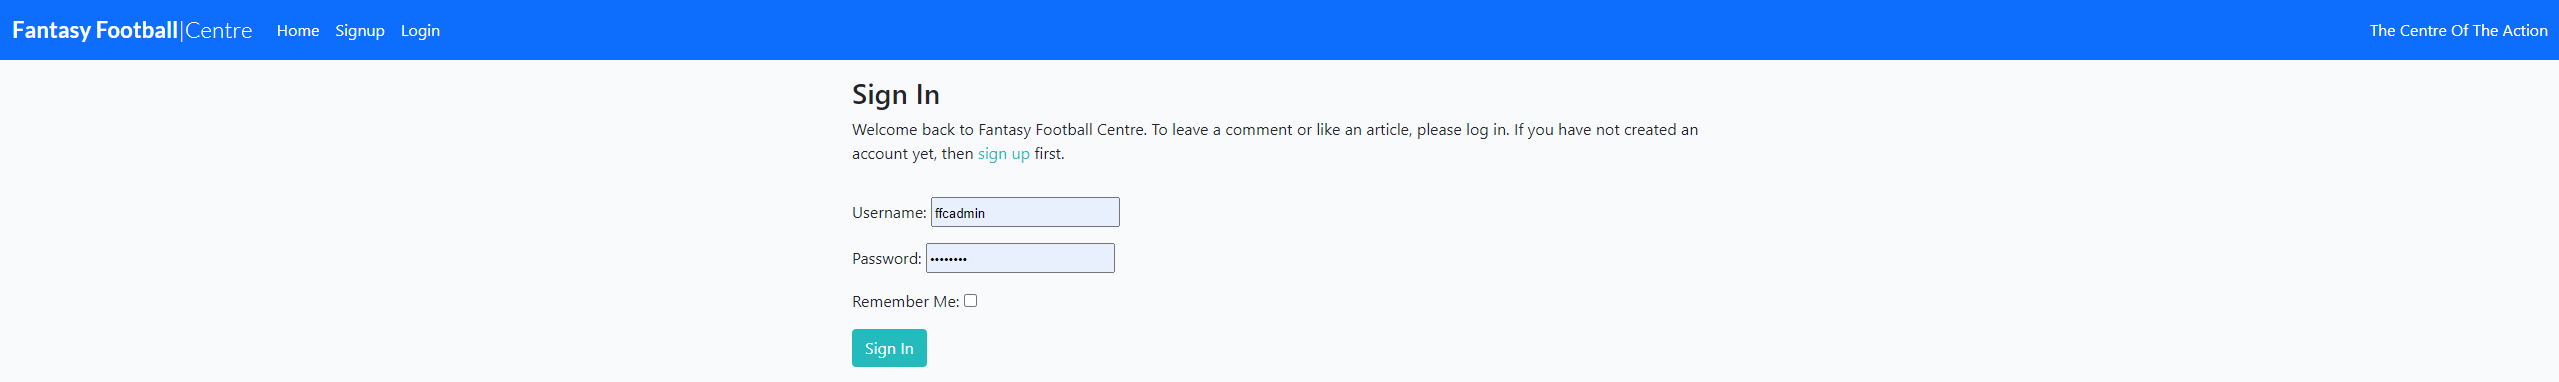 Fantasy Football|Centre Home Signup Login The Centre Of The Action
Sign In
Welcome back to Fantasy Football Centre. To leave a comment or like an article, please log in. If you have not created an
account yet, then sign up first.
Username: ffcadmin
Password: ••••••••
Remember Me:
Sign In